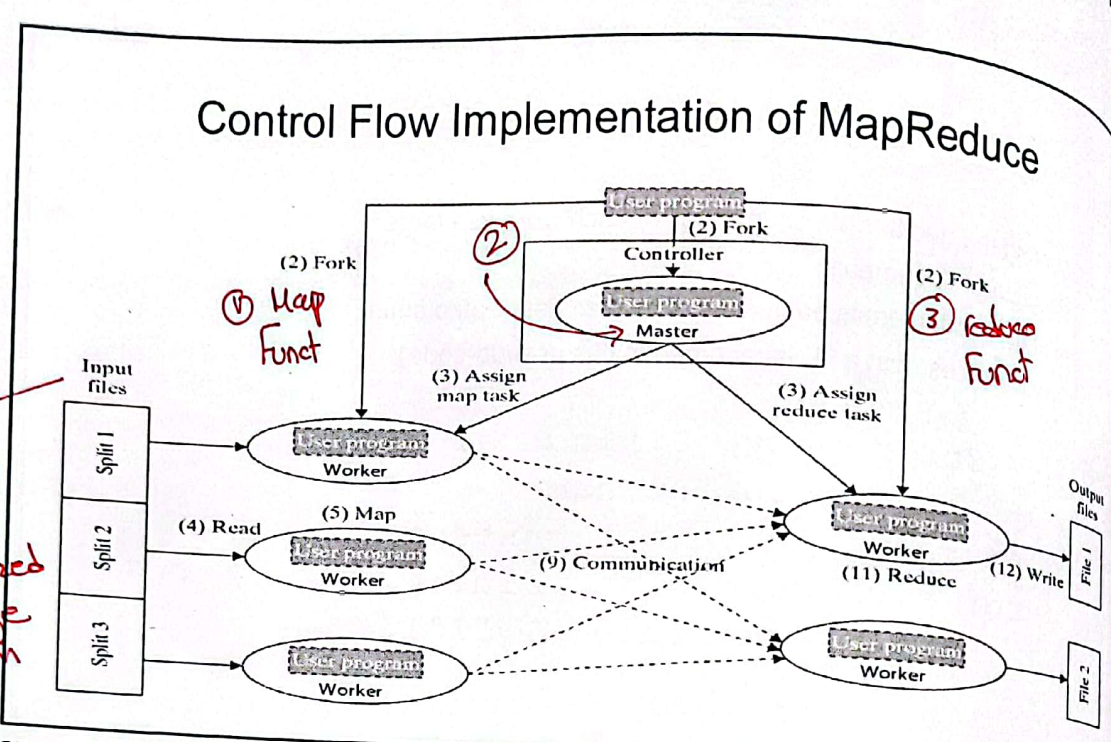 Control Flow Implementation of MapReduce
User program
(2) Fork
(2) Fork
(2) Fork
2
Controller
User program
Master
1 Map
Funct
3
Funct
Input
files
(3) Assign
map task
(3) Assign
reduce task
Split 1
Split 2
Split 3
User program
Worker
(4) Read
(5) Map
User program
Worker
User program
Worker
(9) Communication
User program
Worker
(11) Reduce
(12) Write
User program
Worker
Output
files
File 1
File 2